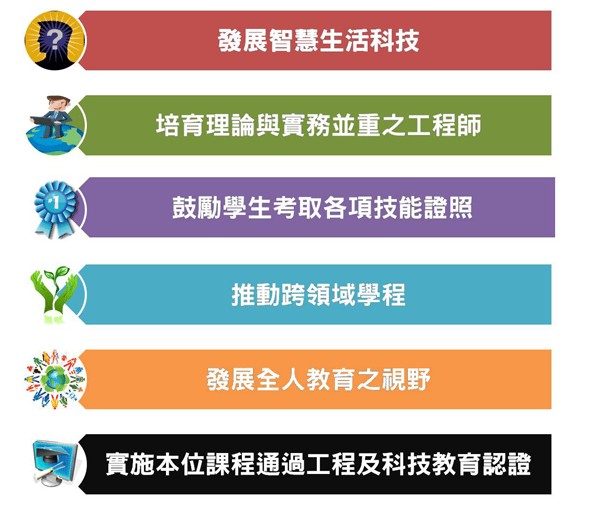 ?
發展智慧生活科技
培育理論與實務並重之工程師
#1
鼓勵學生考取各項技能證照
推動跨領域學程
發展全人教育之視野
實施本位課程通過工程及科技教育認證